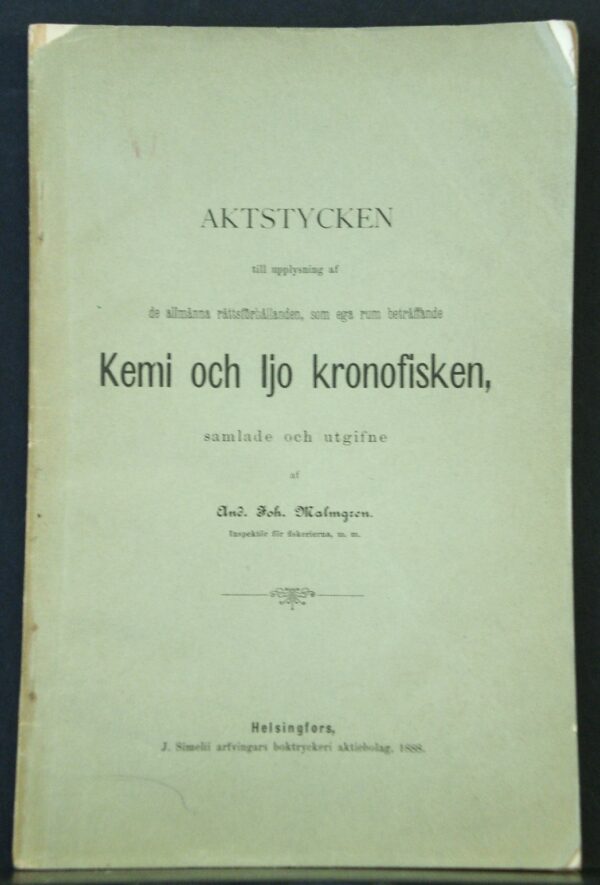 AKTSTYCKEN
till upplysning af
de allmänna rättsförhållanden, som ega rum beträffande
Kemi och Ijo kronofisken,
samlade och utgifne
af
And. Joh. Malmgren.
Inspektör för fiskerierna, m. m.
Helsingfors,
J. Simelii arfvingars boktryckeri aktiebolag, 1888.